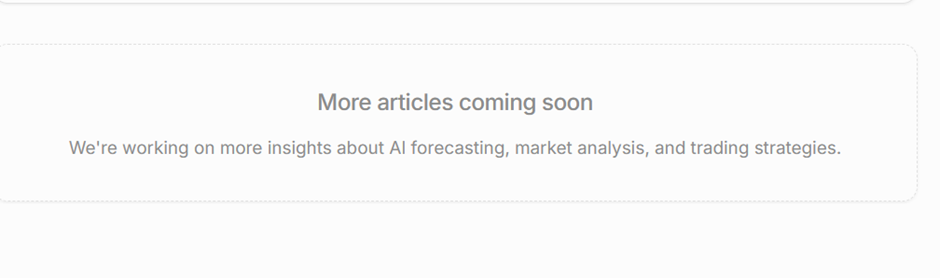 More articles coming soon
We're working on more insights about AI forecasting, market analysis, and trading strategies.